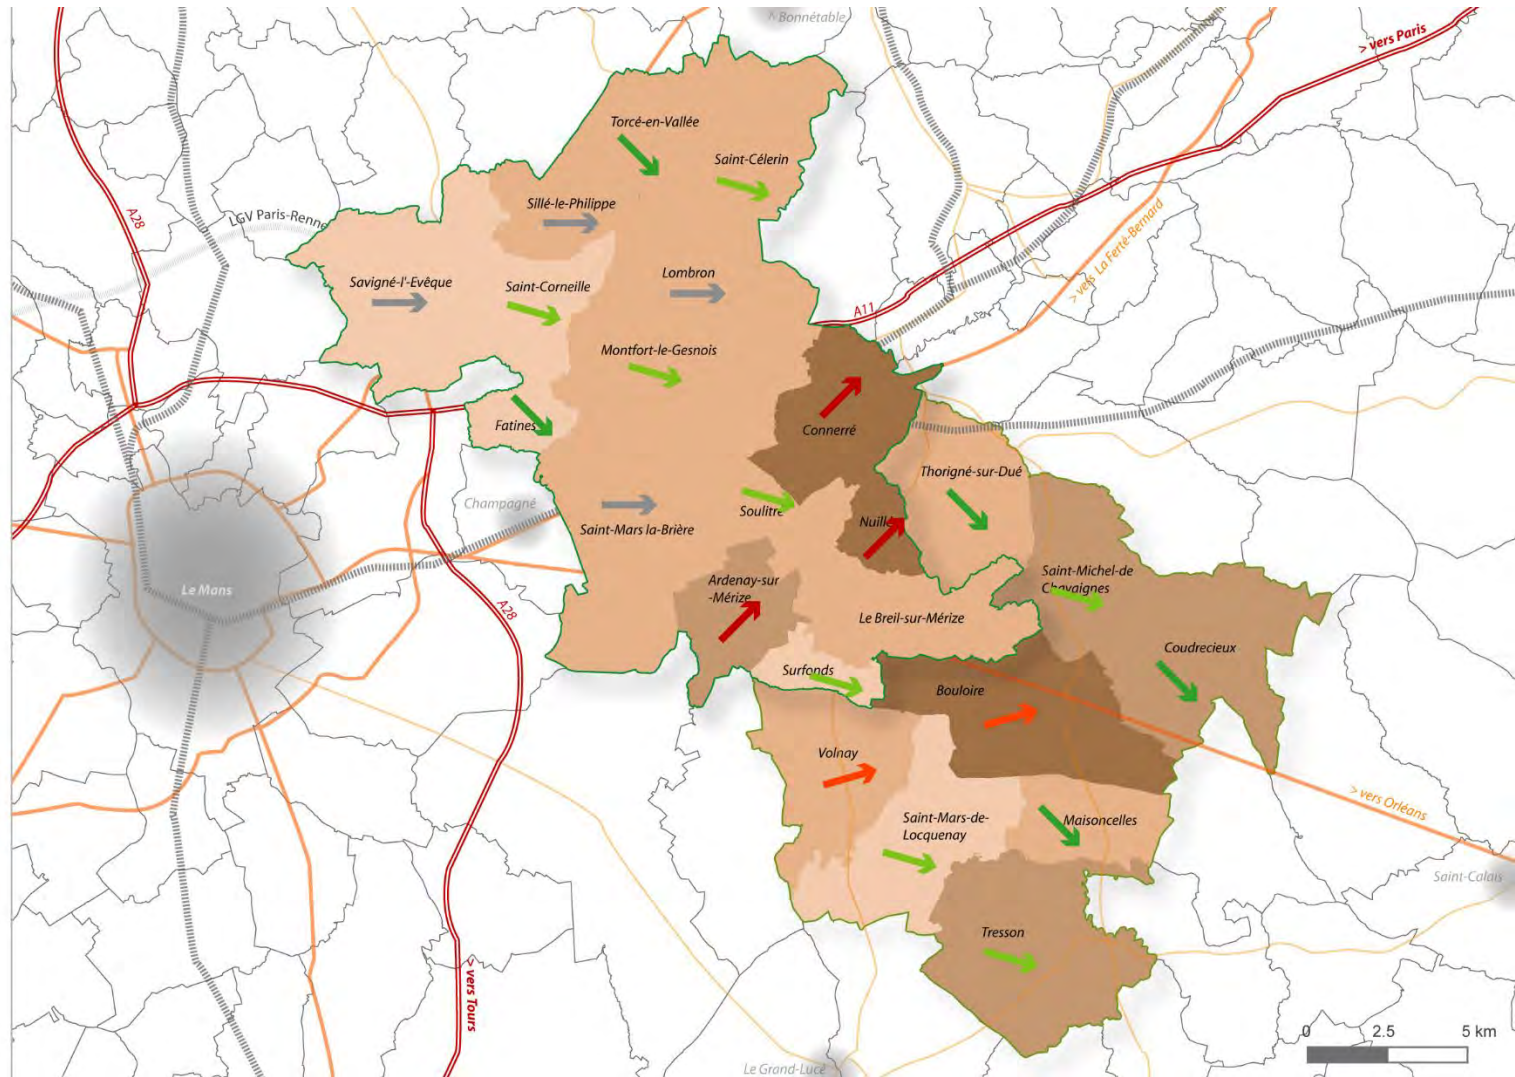 Bonnétable
> vers Paris
Torcé-en-Vallée
Saint-Célerin
Sillé-le-Philippe
A28
LGV Paris-Renne
> vers La Ferté-Bernard
Savigné-l'-Evêque
Saint-Corneille
Lombron
A11
Montfort-le-Gesnois
Fatines
Connerré
Thorigné-sur-Dué
Champagné
Saint-Mars la-Brière
Soulitré
Nuillé
Le Mans
Ardenay-sur
-Mérize
Saint-Michel-de
Chavaignes
A28
Le Breil-sur-Mérize
Coudrecieux
Surfonds
Bouloire
Volnay
> vers Orléans
Saint-Mars-de-
Locquenay
Maisoncelles
Saint-Calais
Tresson
> vers Tours
0 2.5 5 km
Le Grand-Lucé